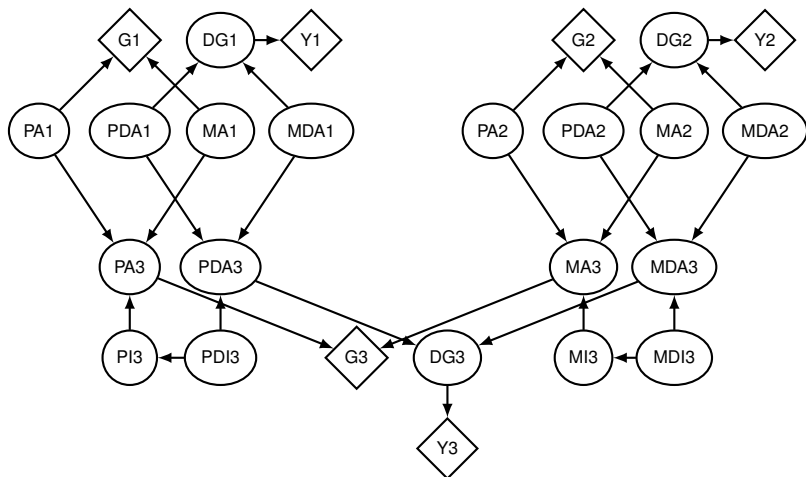 G1 DG1 Y1 G2 DG2 Y2
PA1 PDA1 MA1 MDA1 PA2 PDA2 MA2 MDA2
PA3 PDA3 MA3 MDA3
PI3 PDI3 G3 DG3 MI3 MDI3
Y3